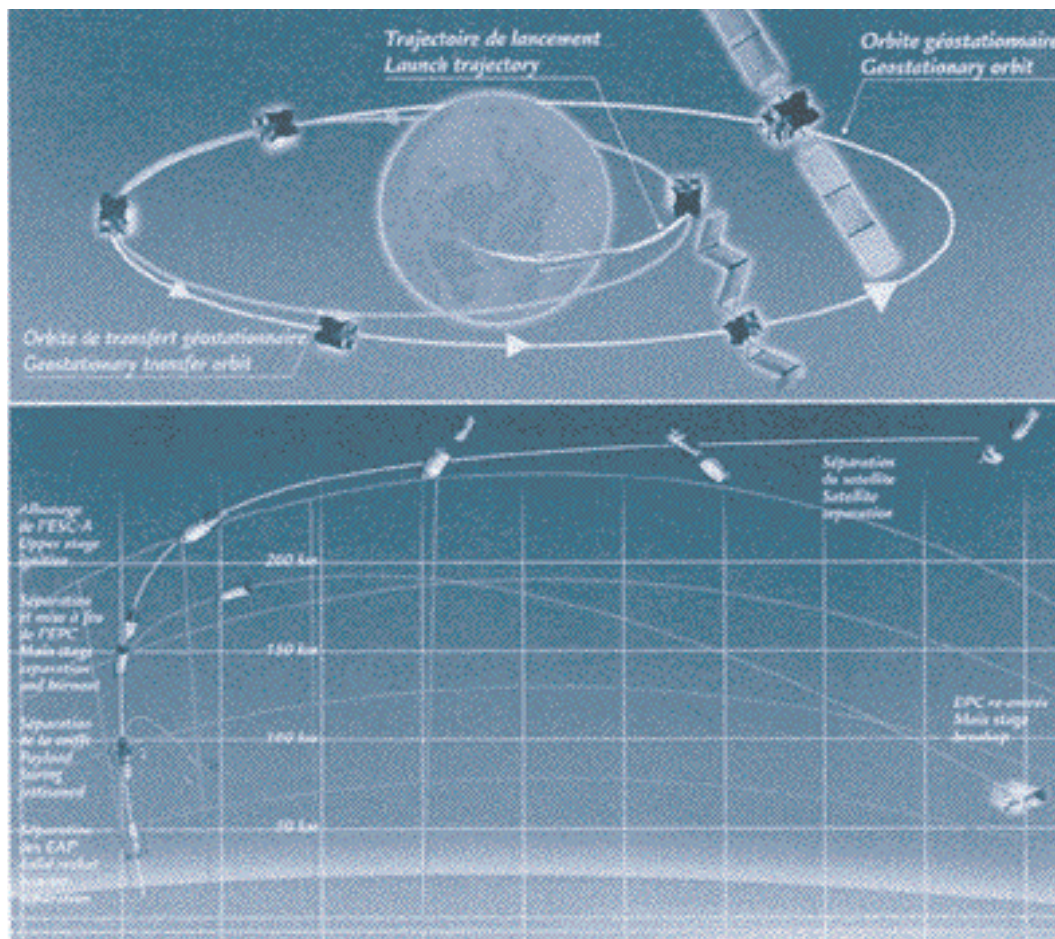 Trajectoire de lancement
Launch trajectory
Orbite géostationnaire
Geostationary orbit
Orbite de transfert géostationnaire
Geostationary transfer orbit
Séparation
du satellite
Satellite
separation
Allumage
de l'ESC-A
Upper stage
ignition
200 km
Séparation
et mise à feu
de l'EPC
Main stage
separation
and burnout
150 km
Séparation
de la coiffe
Payload
fairing
jettisoned
100 km
EPC
Main stage
Séparation
des EAP
50 km